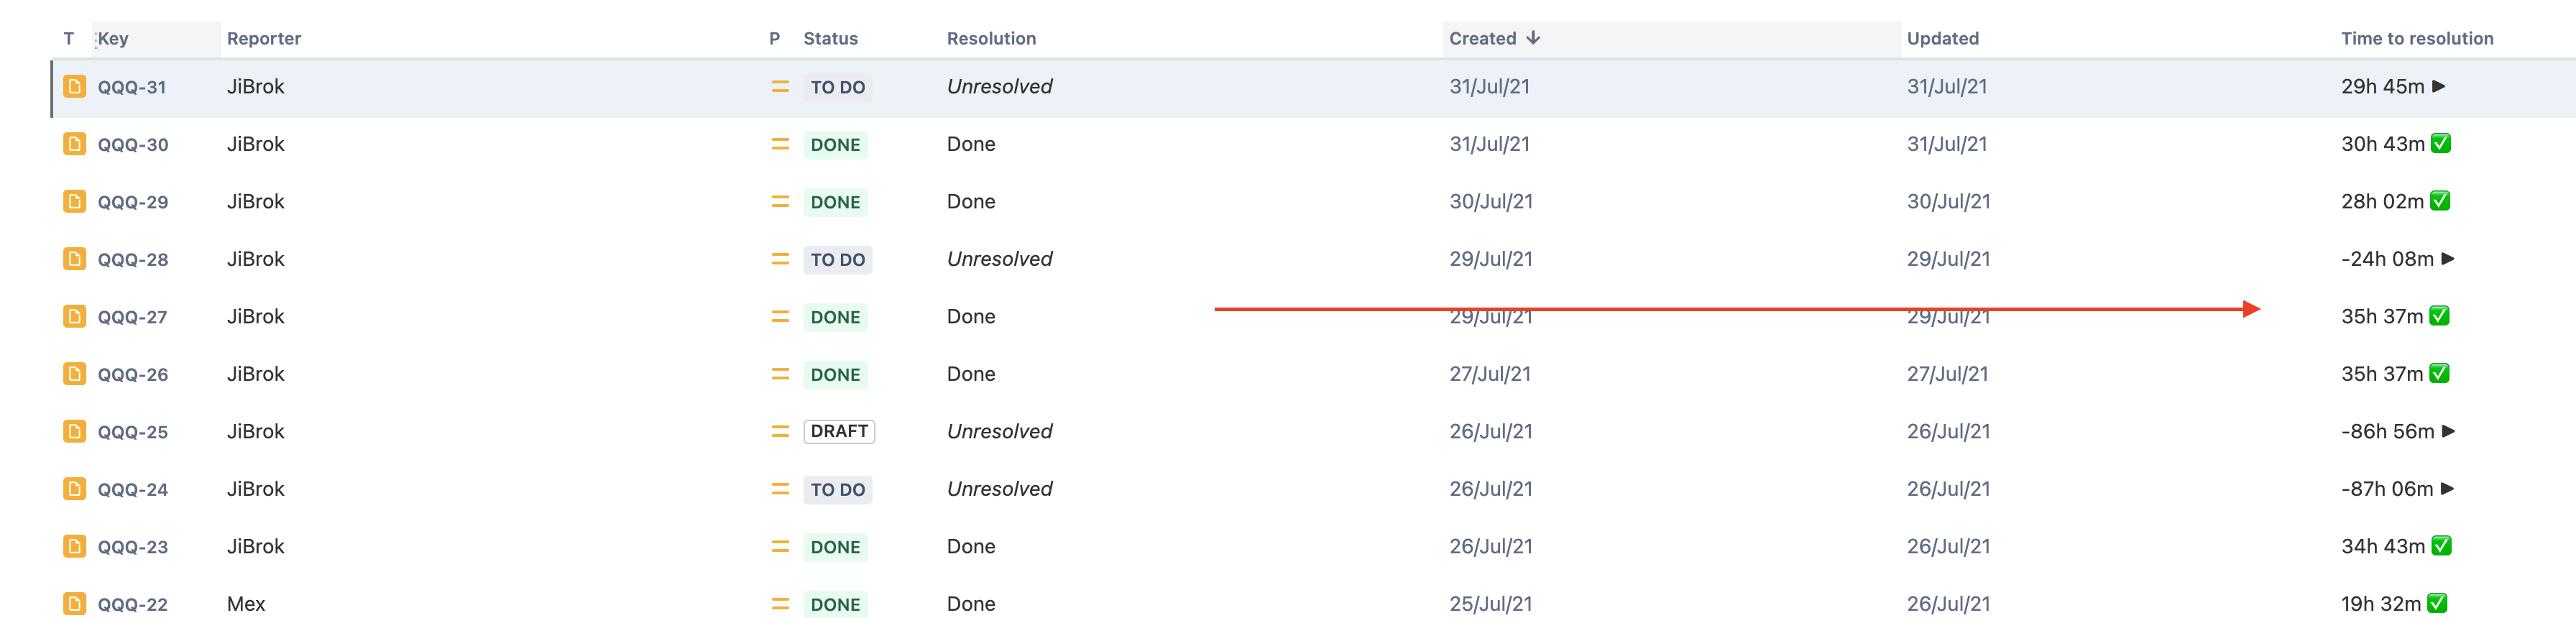 T Key Reporter P Status Resolution Created ↓ Updated Time to resolution
QQQ-31 JiBrok TO DO Unresolved 31/Jul/21 31/Jul/21 29h 45m ▶
QQQ-30 JiBrok DONE Done 31/Jul/21 31/Jul/21 30h 43m ✅
QQQ-29 JiBrok DONE Done 30/Jul/21 30/Jul/21 28h 02m ✅
QQQ-28 JiBrok TO DO Unresolved 29/Jul/21 29/Jul/21 -24h 08m ▶
QQQ-27 JiBrok DONE Done 29/Jul/21 29/Jul/21 35h 37m ✅
QQQ-26 JiBrok DONE Done 27/Jul/21 27/Jul/21 35h 37m ✅
QQQ-25 JiBrok DRAFT Unresolved 26/Jul/21 26/Jul/21 -86h 56m ▶
QQQ-24 JiBrok TO DO Unresolved 26/Jul/21 26/Jul/21 -87h 06m ▶
QQQ-23 JiBrok DONE Done 26/Jul/21 26/Jul/21 34h 43m ✅
QQQ-22 Mex DONE Done 25/Jul/21 26/Jul/21 19h 32m ✅